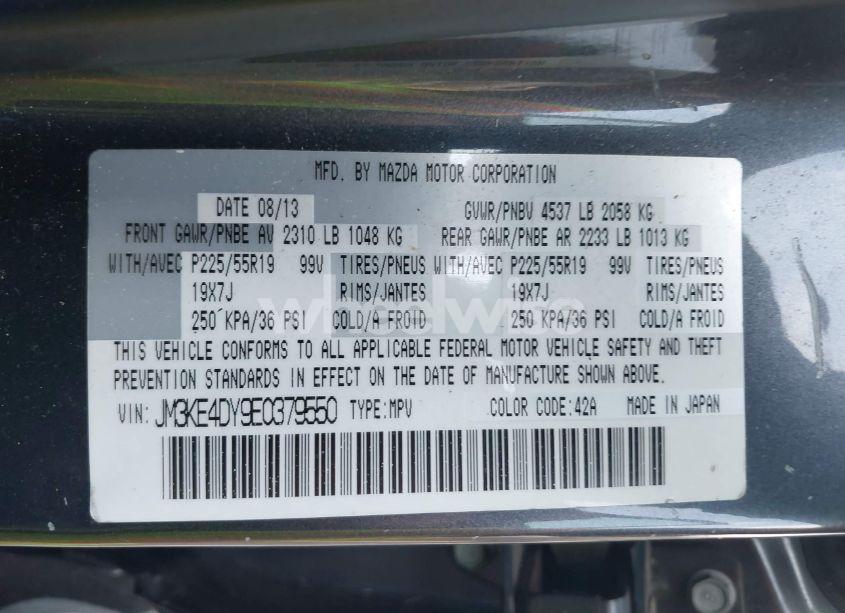 MFD. BY MAZDA MOTOR CORPORATION
DATE 08/13 GVWR/PNBV 4537 LB 2058 KG
FRONT GAWR/PNBE AV 2310 LB 1048 KG REAR GAWR/PNBE AR 2233 LB 1013 KG
WITH/AVEC P225/55R19 99V TIRES/PNEUS WITH/AVEC P225/55R19 99V TIRES/PNEUS
19X7J RIMS/JANTES 19X7J RIMS/JANTES
250 KPA/36 PSI COLD/A FROID 250 KPA/36 PSI COLD/A FROID
THIS VEHICLE CONFORMS TO ALL APPLICABLE FEDERAL MOTOR VEHICLE SAFETY AND THEFT
PREVENTION STANDARDS IN EFFECT ON THE DATE OF MANUFACTURE SHOWN ABOVE.
VIN: JM3KE4DY9E0379550 TYPE:MPV COLOR CODE:42A MADE IN JAPAN